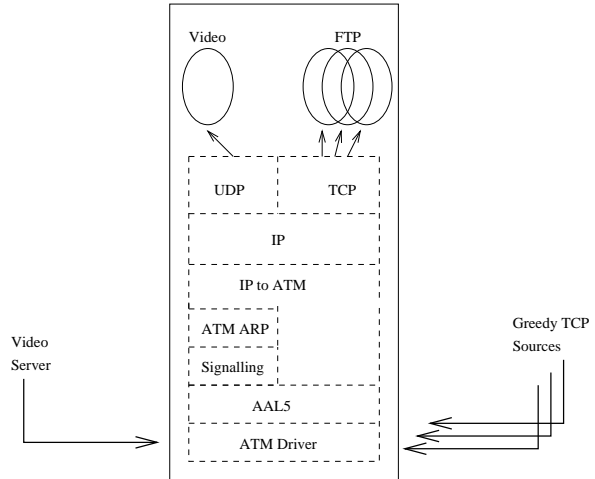 Video
FTP
UDP
TCP
IP
IP to ATM
ATM ARP
Signalling
AAL5
ATM Driver
Video
Server
Greedy TCP
Sources